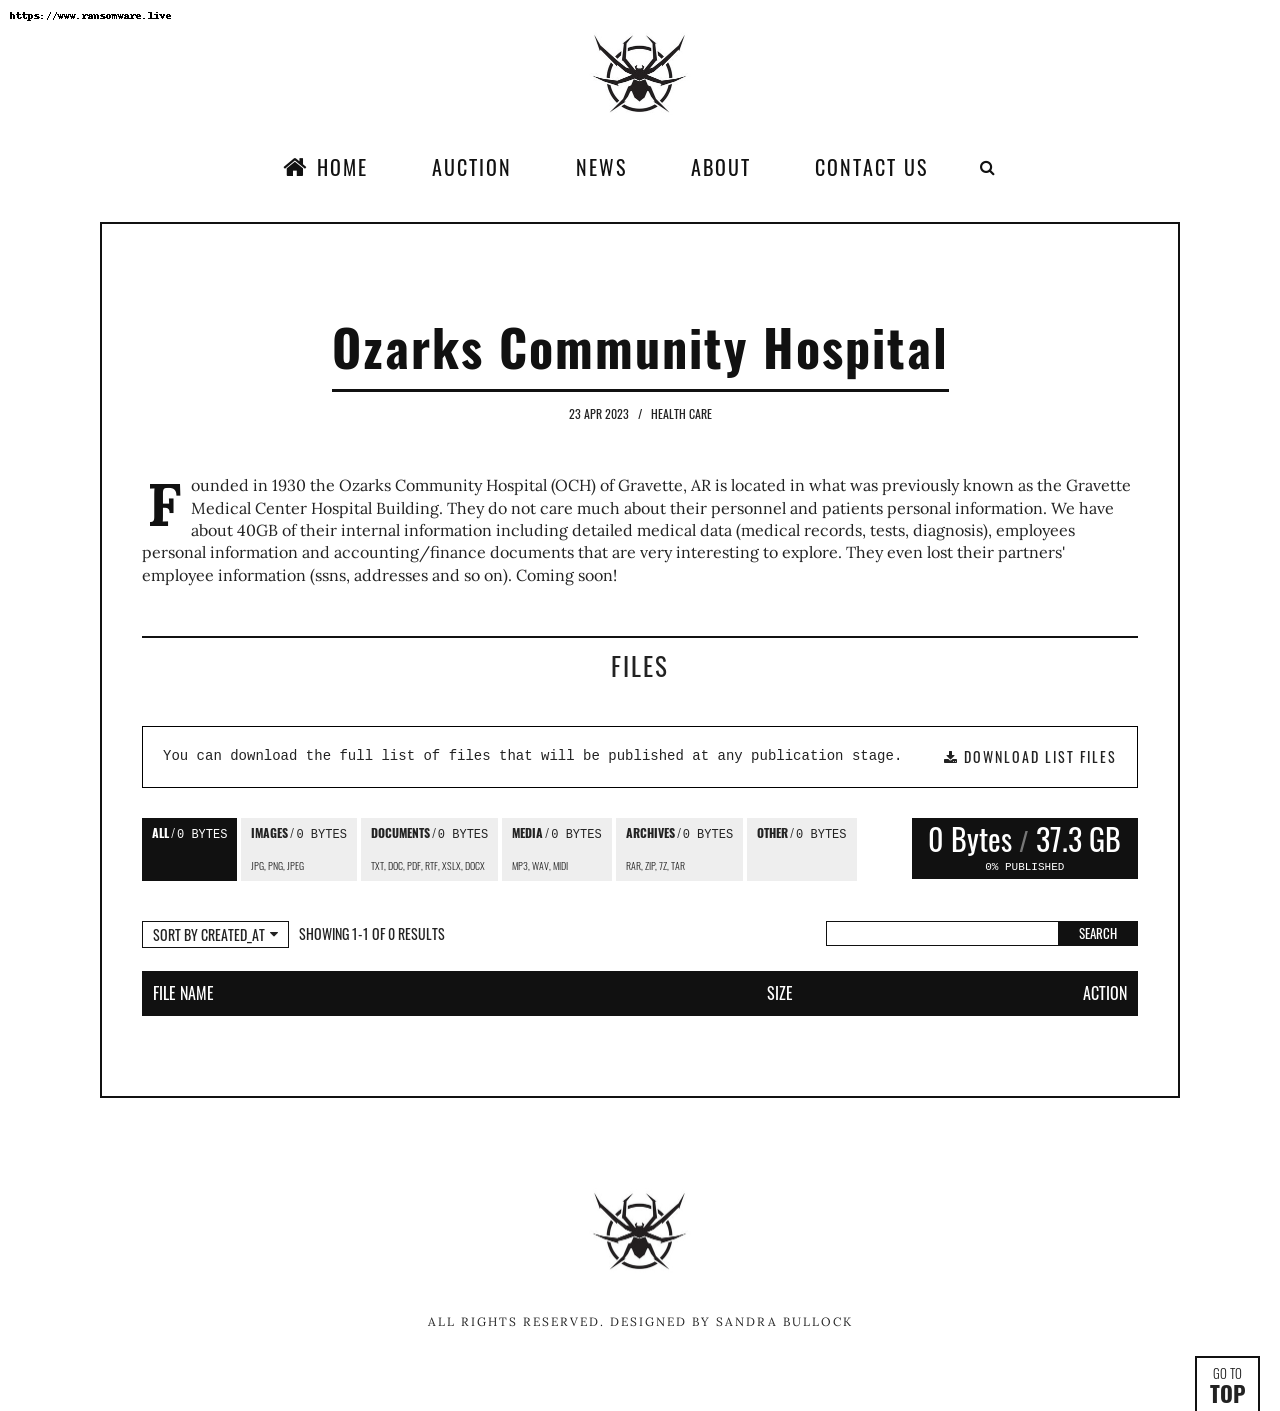 https://www.ransomware.live
HOME AUCTION NEWS ABOUT CONTACT US
Ozarks Community Hospital
23 APR 2023 / HEALTH CARE
Founded in 1930 the Ozarks Community Hospital (OCH) of Gravette, AR is located in what was previously known as the Gravette
Medical Center Hospital Building. They do not care much about their personnel and patients personal information. We have
about 40GB of their internal information including detailed medical data (medical records, tests, diagnosis), employees
personal information and accounting/finance documents that are very interesting to explore. They even lost their partners'
employee information (ssns, addresses and so on). Coming soon!
FILES
You can download the full list of files that will be published at any publication stage. DOWNLOAD LIST FILES
ALL / 0 BYTES IMAGES / 0 BYTES DOCUMENTS / 0 BYTES MEDIA / 0 BYTES ARCHIVES / 0 BYTES OTHER / 0 BYTES 0 Bytes / 37.3 GB
JPG, PNG, JPEG TXT, DOC, PDF, RTF, XSLX, DOCX MP3, WAV, MIDI RAR, ZIP, 7Z, TAR 0% PUBLISHED
SORT BY CREATED_AT SHOWING 1-1 OF 0 RESULTS SEARCH
FILE NAME SIZE ACTION
ALL RIGHTS RESERVED. DESIGNED BY SANDRA BULLOCK
GO TO
TOP